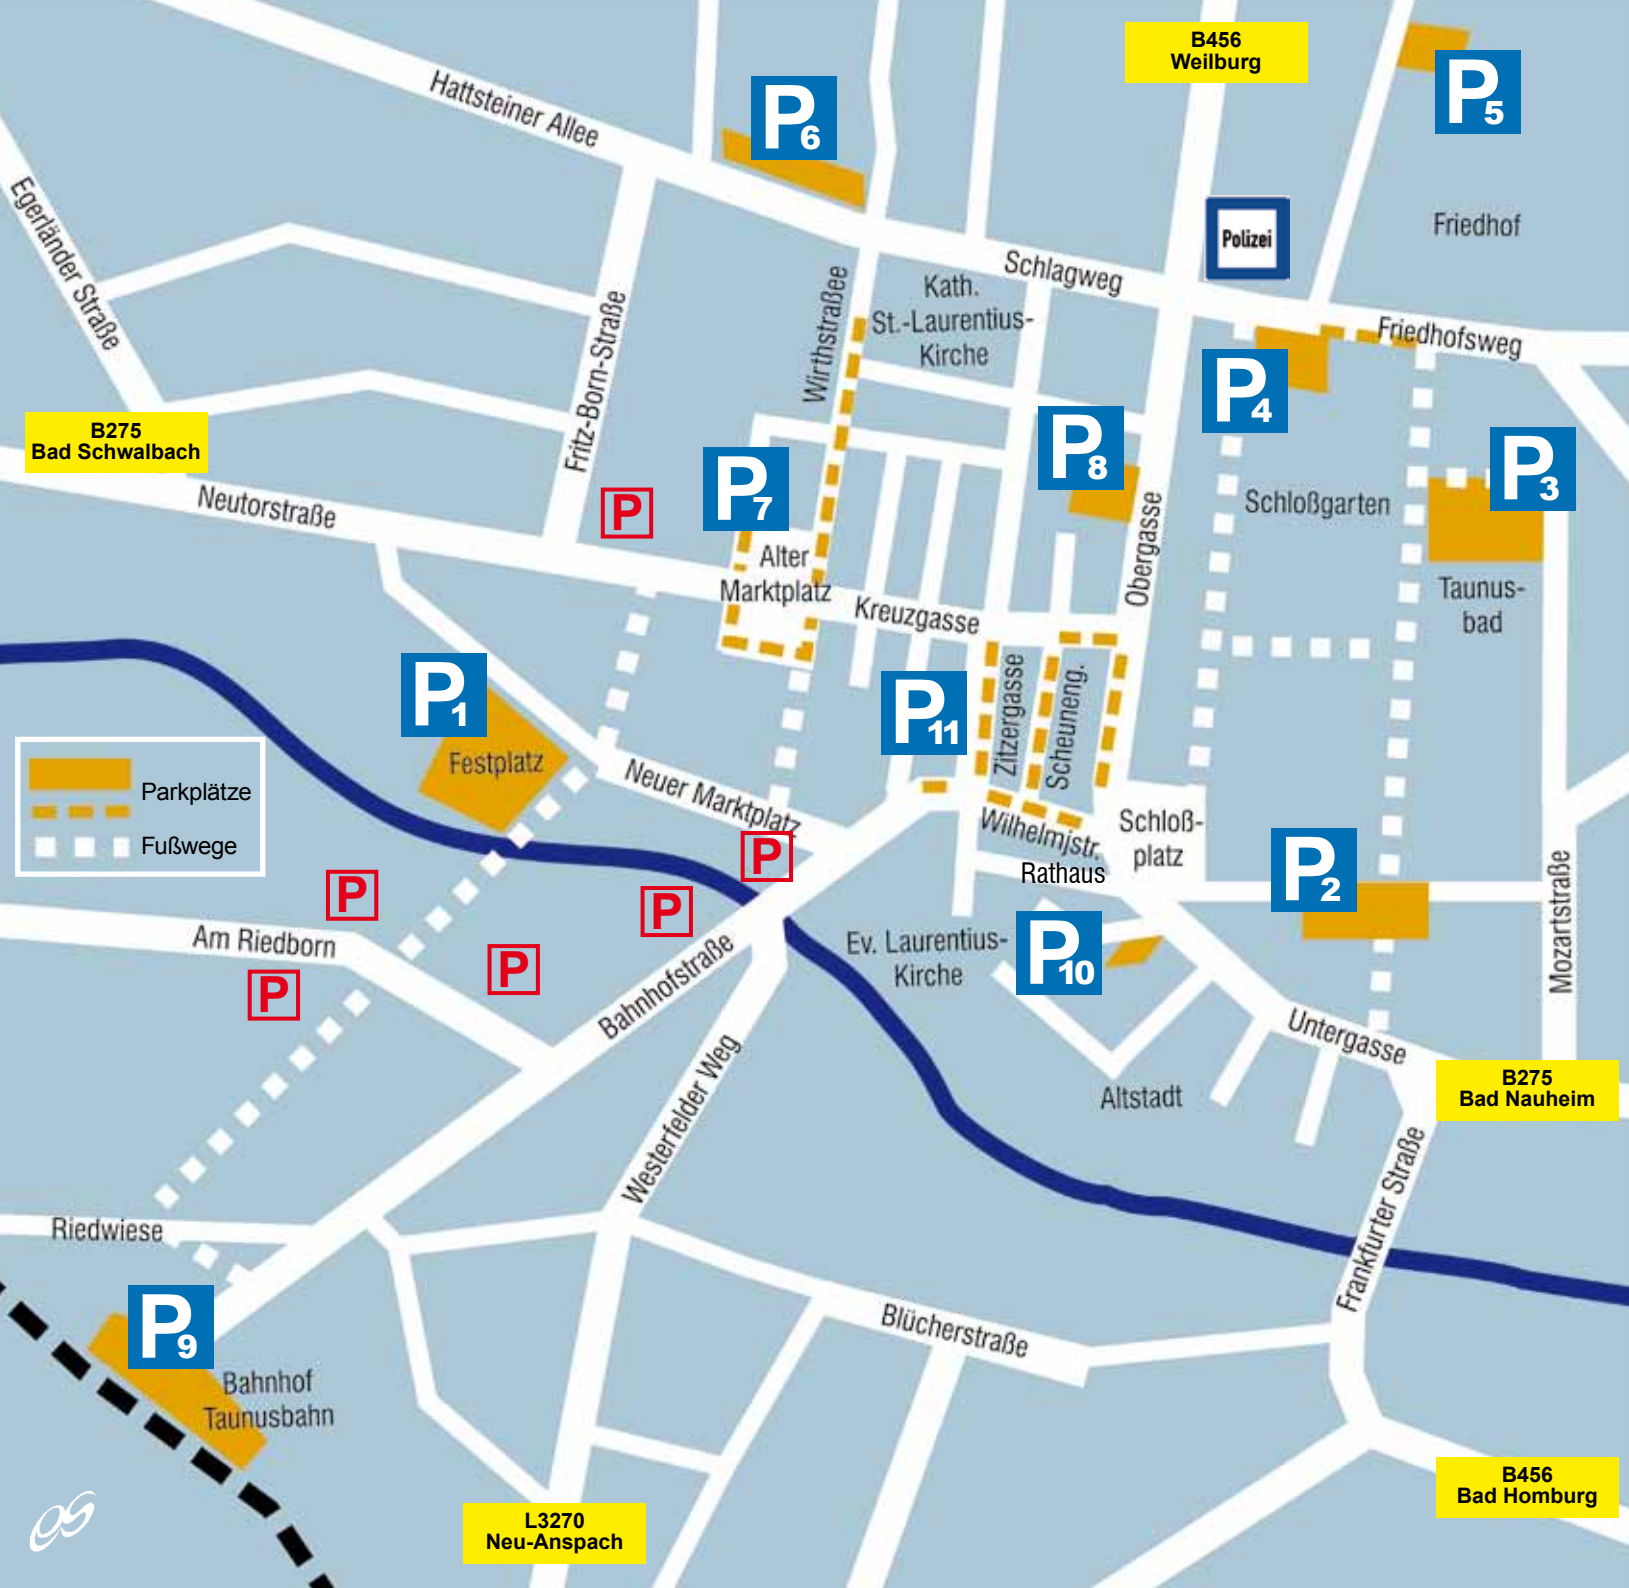 B456
Weilburg
P5
Hattsteiner Allee
P6
Egerländer Straße
Friedhof
Polizei
Schlagweg
Kath.
St.-Laurentius-
Kirche
Wirthstraßee
Fritz-Born-Straße
Friedhofsweg
P4
B275
Bad Schwalbach
P8
P3
P7
Neutorstraße
P
Schloßgarten
Obergasse
Alter
Marktplatz
Kreuzgasse
Taunus-
bad
P1
Festplatz
P11
Zitzergasse
Scheuneng.
Parkplätze
Fußwege
Neuer Marktplatz
Wilhelmjstr.
Schloß-
platz
P
Rathaus
P2
P
P
Mozartstraße
Am Riedborn
P
P
Bahnhofstraße
Ev. Laurentius-
Kirche
P10
Untergasse
Westerfelder Weg
Altstadt
B275
Bad Nauheim
Frankfurter Straße
Riedwiese
P9
Blücherstraße
Bahnhof
Taunusbahn
B456
Bad Homburg
L3270
Neu-Anspach